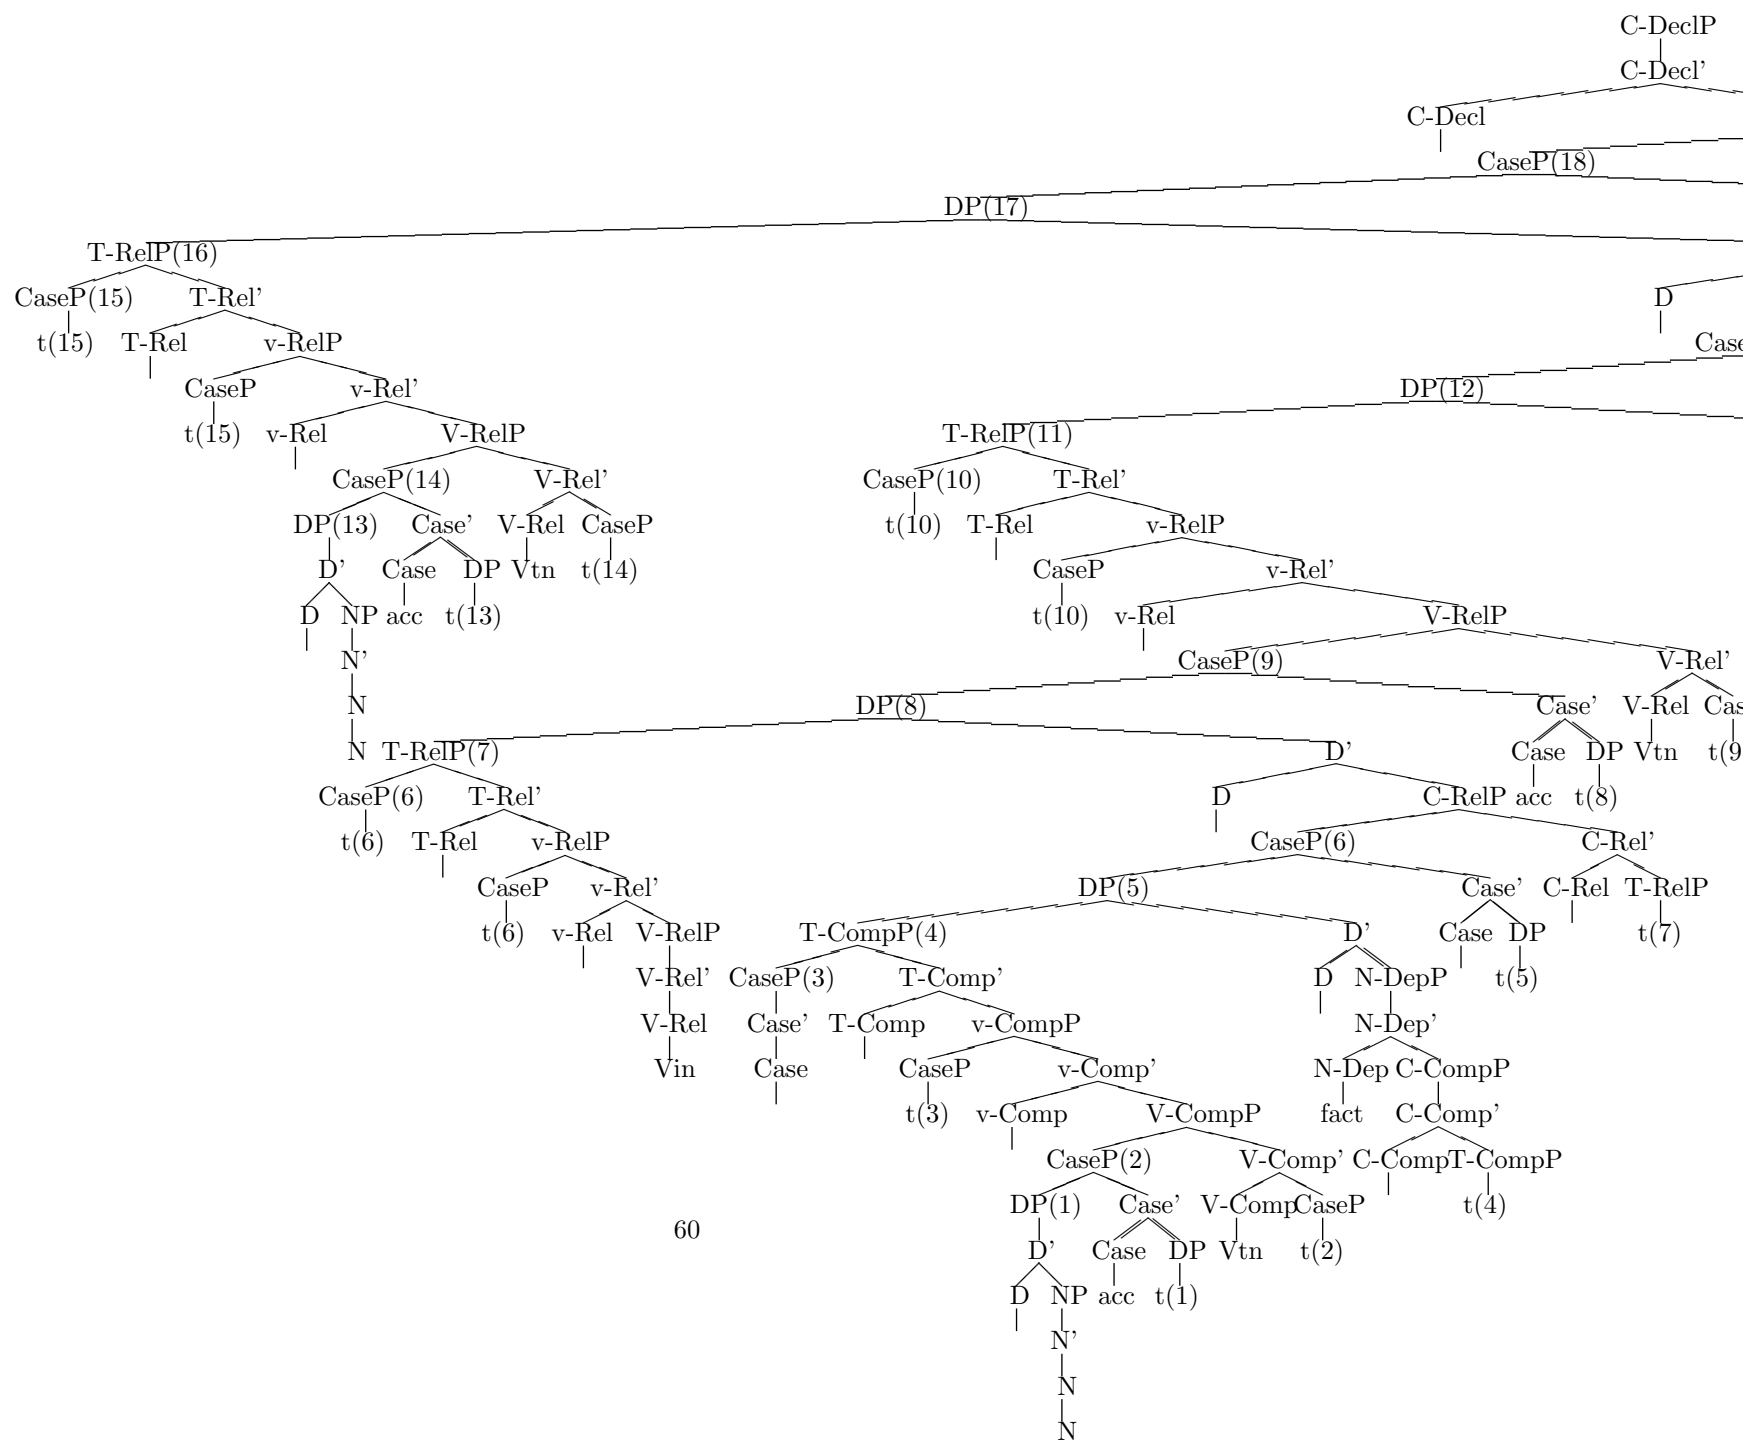 C-DeclP
C-Decl'
C-Decl
CaseP(18)
DP(17)
T-RelP(16)
CaseP(15) T-Rel' D
t(15) T-Rel v-RelP Case
CaseP v-Rel' DP(12)
t(15) v-Rel V-RelP T-RelP(11)
CaseP(14) V-Rel' CaseP(10) T-Rel'
DP(13) Case' V-Rel CaseP t(10) T-Rel v-RelP
D' Case DP Vtn t(14) CaseP v-Rel'
D NP acc t(13) t(10) v-Rel V-RelP
N' CaseP(9) V-Rel'
N DP(8) Case' V-Rel Cas
N T-RelP(7) D' Case DP Vtn t(9
CaseP(6) T-Rel' D C-RelP acc t(8)
t(6) T-Rel v-RelP CaseP(6) C-Rel'
CaseP v-Rel' DP(5) Case' C-Rel T-RelP
t(6) v-Rel V-RelP T-CompP(4) D' Case DP t(7)
V-Rel' CaseP(3) T-Comp' D N-DepP t(5)
V-Rel Case' T-Comp v-CompP N-Dep'
Vin Case CaseP v-Comp' N-Dep C-CompP
t(3) v-Comp V-CompP fact C-Comp'
CaseP(2) V-Comp' C-Comp T-CompP
DP(1) Case' V-Comp CaseP t(4)
60
D' Case DP Vtn t(2)
D NP acc t(1)
N'
N
N